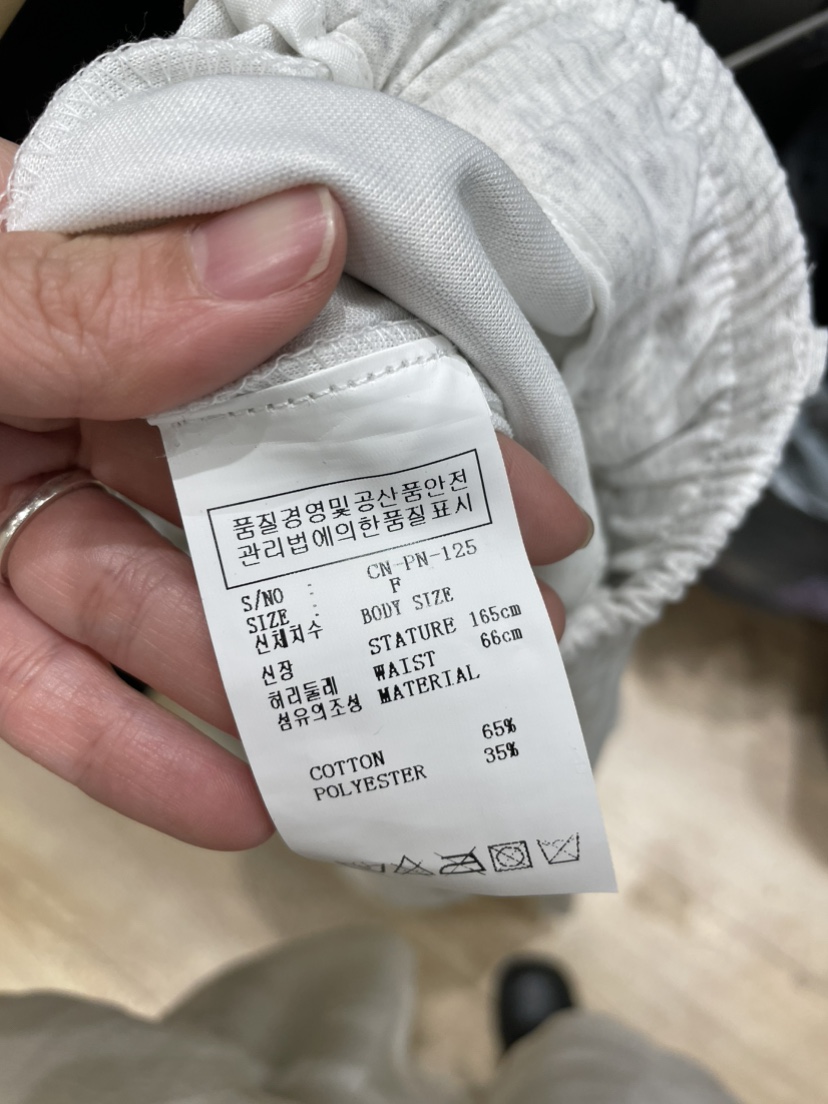 품질경영및공산품안전
관리법에의한품질표시
S/NO : CN-PN-125
SIZE : F
신체치수 BODY SIZE
신장 STATURE 165cm
허리둘레 WAIST 66cm
섬유의조성 MATERIAL
COTTON 65%
POLYESTER 35%